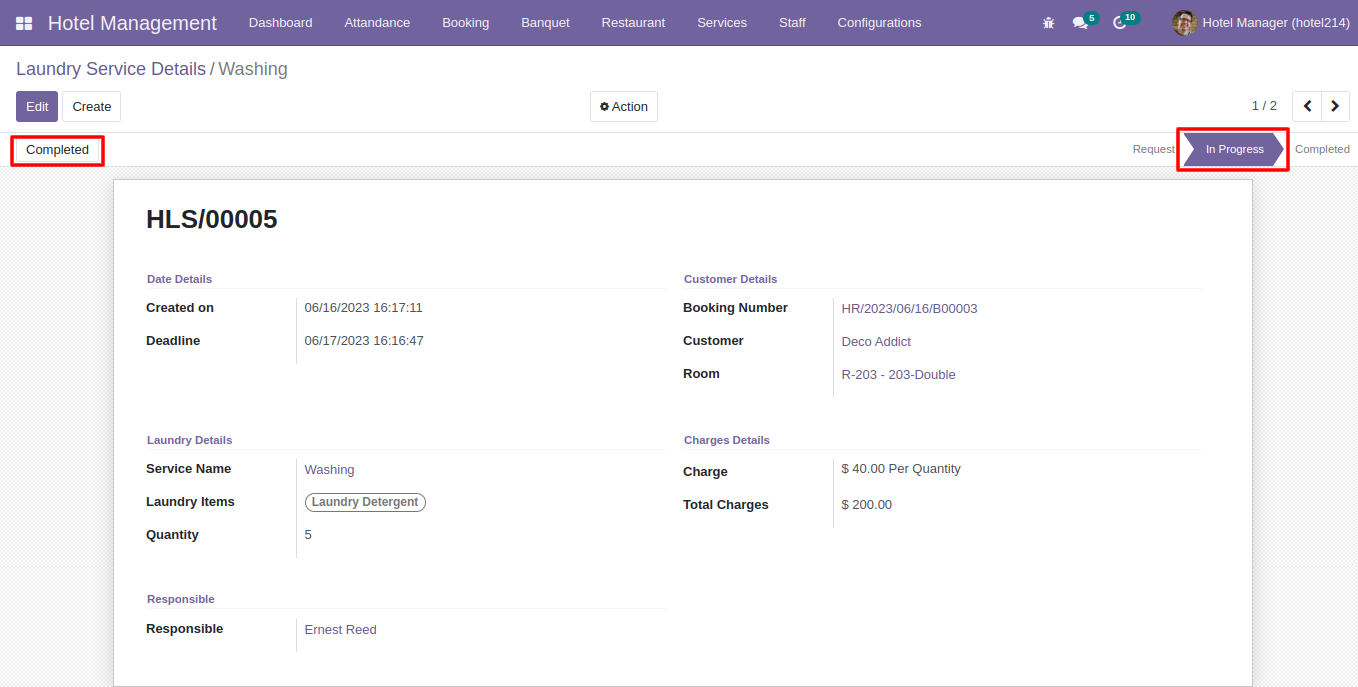 Hotel Management Dashboard Attendance Booking Banquet Restaurant Services Staff Configurations 5 10 Hotel Manager (hotel214)
Laundry Service Details / Washing
Edit Create Action 1 / 2
Completed Request In Progress Completed
HLS/00005
Date Details
Created on 06/16/2023 16:17:11
Deadline 06/17/2023 16:16:47
Customer Details
Booking Number HR/2023/06/16/B00003
Customer Deco Addict
Room R-203 - 203-Double
Laundry Details
Service Name Washing
Laundry Items Laundry Detergent
Quantity 5
Charges Details
Charge $ 40.00 Per Quantity
Total Charges $ 200.00
Responsible
Responsible Ernest Reed